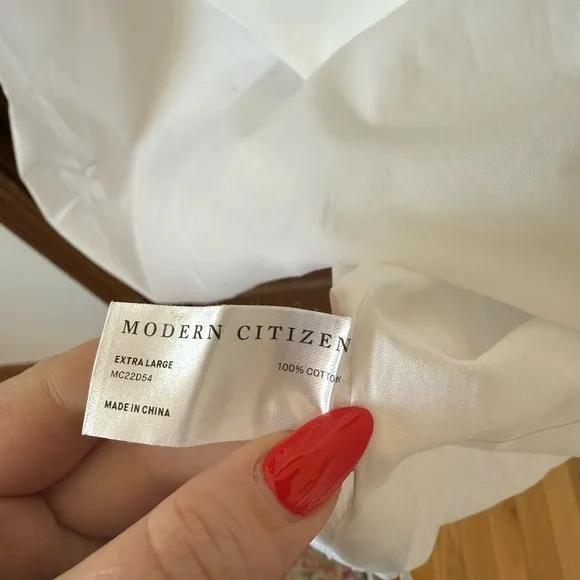 MODERN CITIZEN
EXTRA LARGE 100% COTTON
MC22D54
MADE IN CHINA